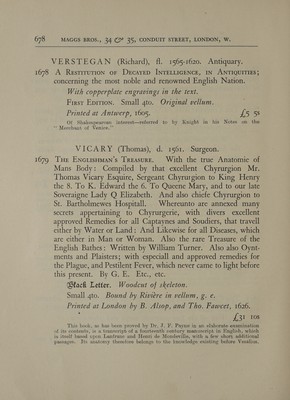 678 MAGGS BROS., 34 & 35, CONDUIT STREET, LONDON, W.
VERSTEGAN (Richard), fl. 1565-1620. Antiquary.
1678 A Restitution of Decayed Intelligence, in Antiquities;
concerning the most noble and renowned English Nation.
With copperplate engravings in the text.
First Edition. Small 4to. Original vellum.
Printed at Antwerp, 1605. £5 5s
Of Shakespearean interest—referred to by Knight in his Notes on the
"Merchant of Venice."
VICARY (Thomas), d. 1561. Surgeon.
1679 The Englishman's Treasure. With the true Anatomie of
Mans Body: Compiled by that excellent Chyrurgion Mr.
Thomas Vicary Esquire, Sergeant Chyrurgion to King Henry
the 8. To K. Edward the 6. To Queene Mary, and to our late
Soveraigne Lady Q Elizabeth. And also chiefe Chyrurgion to
St. Bartholmewes Hospitall. Whereunto are annexed many
secrets appertaining to Chyrurgerie, with divers excellent
approved Remedies for all Captaynes and Souldiers, that travell
either by Water or Land: And Likewise for all Diseases, which
are either in Man or Woman. Also the rare Treasure of the
English Bathes: Written by William Turner. Also also Oynt-
ments and Plaisters; with especiall and approved remedies for
the Plague, and Pestilent Fever, which never came to light before
this present. By G. E. Etc., etc.
Black Letter. Woodcut of skeleton.
Small 4to. Bound by Rivière in vellum, g. e.
Printed at London by B. Alsop, and Tho. Fawcet, 1626.
£31 10s
This book, as has been proved by Dr. J. F. Payne in an elaborate examination
of its contents, is a transcript of a fourteenth century manuscript in English, which
is itself based upon Lanfranc and Henri de Mondeville, with a few short additional
passages. Its anatomy therefore belongs to the knowledge existing before Vesalius.